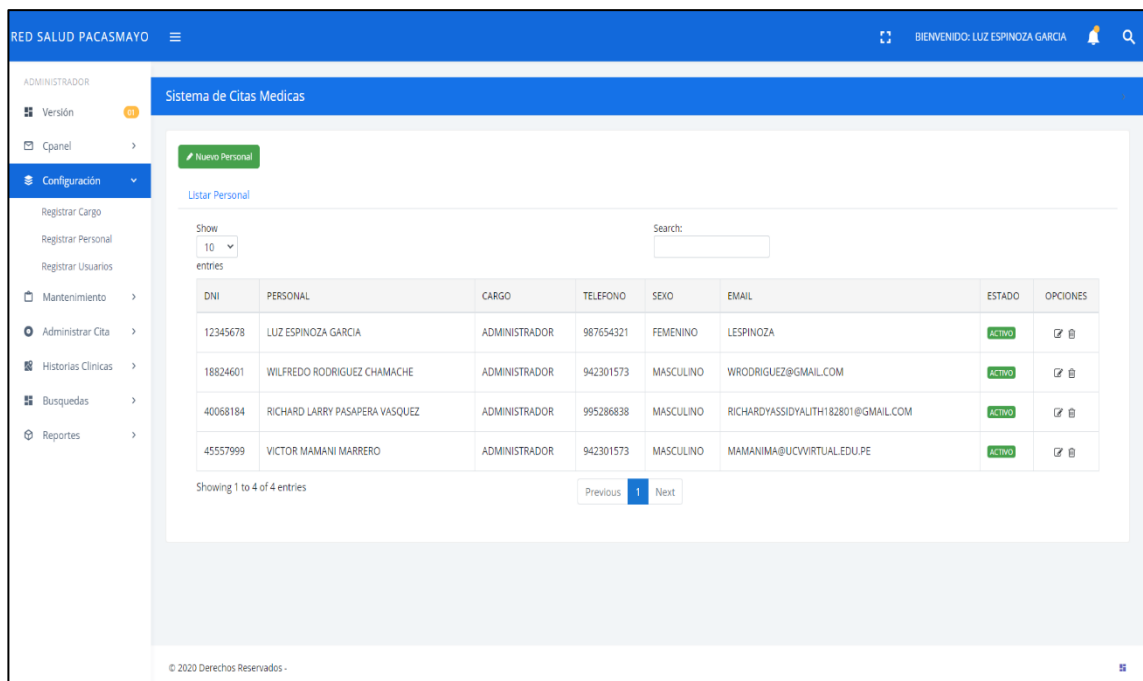 RED SALUD PACASMAYO
BIENVENIDO: LUZ ESPINOZA GARCIA
ADMINISTRADOR
Versión 01
Cpanel
Configuración
Registrar Cargo
Registrar Personal
Registrar Usuarios
Mantenimiento
Administrar Cita
Historias Clinicas
Busquedas
Reportes
Sistema de Citas Medicas
Nuevo Personal
Listar Personal
Show
10
entries
Search:
DNI PERSONAL CARGO TELEFONO SEXO EMAIL ESTADO OPCIONES
12345678 LUZ ESPINOZA GARCIA ADMINISTRADOR 987654321 FEMENINO LESPINOZA ACTIVO
18824601 WILFREDO RODRIGUEZ CHAMACHE ADMINISTRADOR 942301573 MASCULINO WRODRIGUEZ@GMAIL.COM ACTIVO
40068184 RICHARD LARRY PASAPERA VASQUEZ ADMINISTRADOR 995286838 MASCULINO RICHARDYASSIDYALITH182801@GMAIL.COM ACTIVO
45557999 VICTOR MAMANI MARRERO ADMINISTRADOR 942301573 MASCULINO MAMANIMA@UCVVIRTUAL.EDU.PE ACTIVO
Showing 1 to 4 of 4 entries
Previous 1 Next
© 2020 Derechos Reservados -